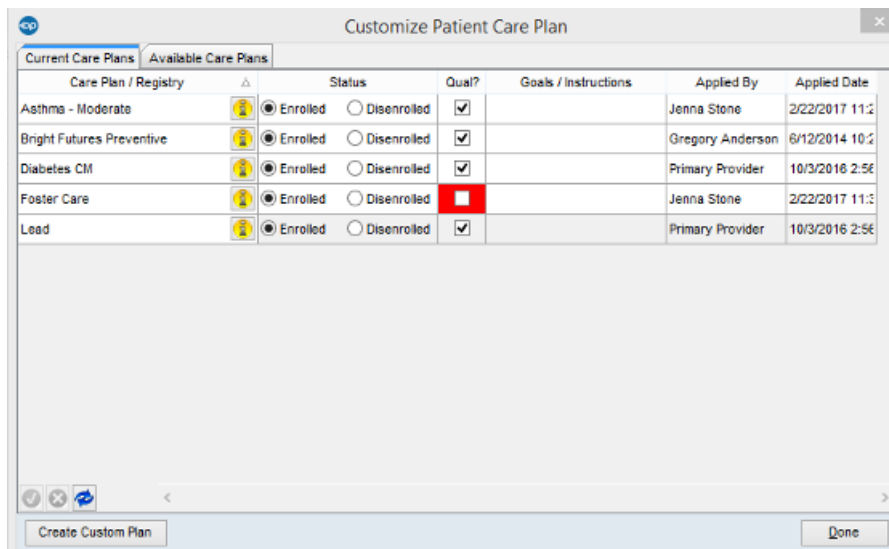 op
Customize Patient Care Plan
Current Care Plans Available Care Plans
Care Plan / Registry Status Qual? Goals / Instructions Applied By Applied Date
Asthma - Moderate Enrolled Disenrolled Jenna Stone 2/22/2017 11:2
Bright Futures Preventive Enrolled Disenrolled Gregory Anderson 6/12/2014 10:2
Diabetes CM Enrolled Disenrolled Primary Provider 10/3/2016 2:56
Foster Care Enrolled Disenrolled Jenna Stone 2/22/2017 11:3
Lead Enrolled Disenrolled Primary Provider 10/3/2016 2:56
Create Custom Plan Done